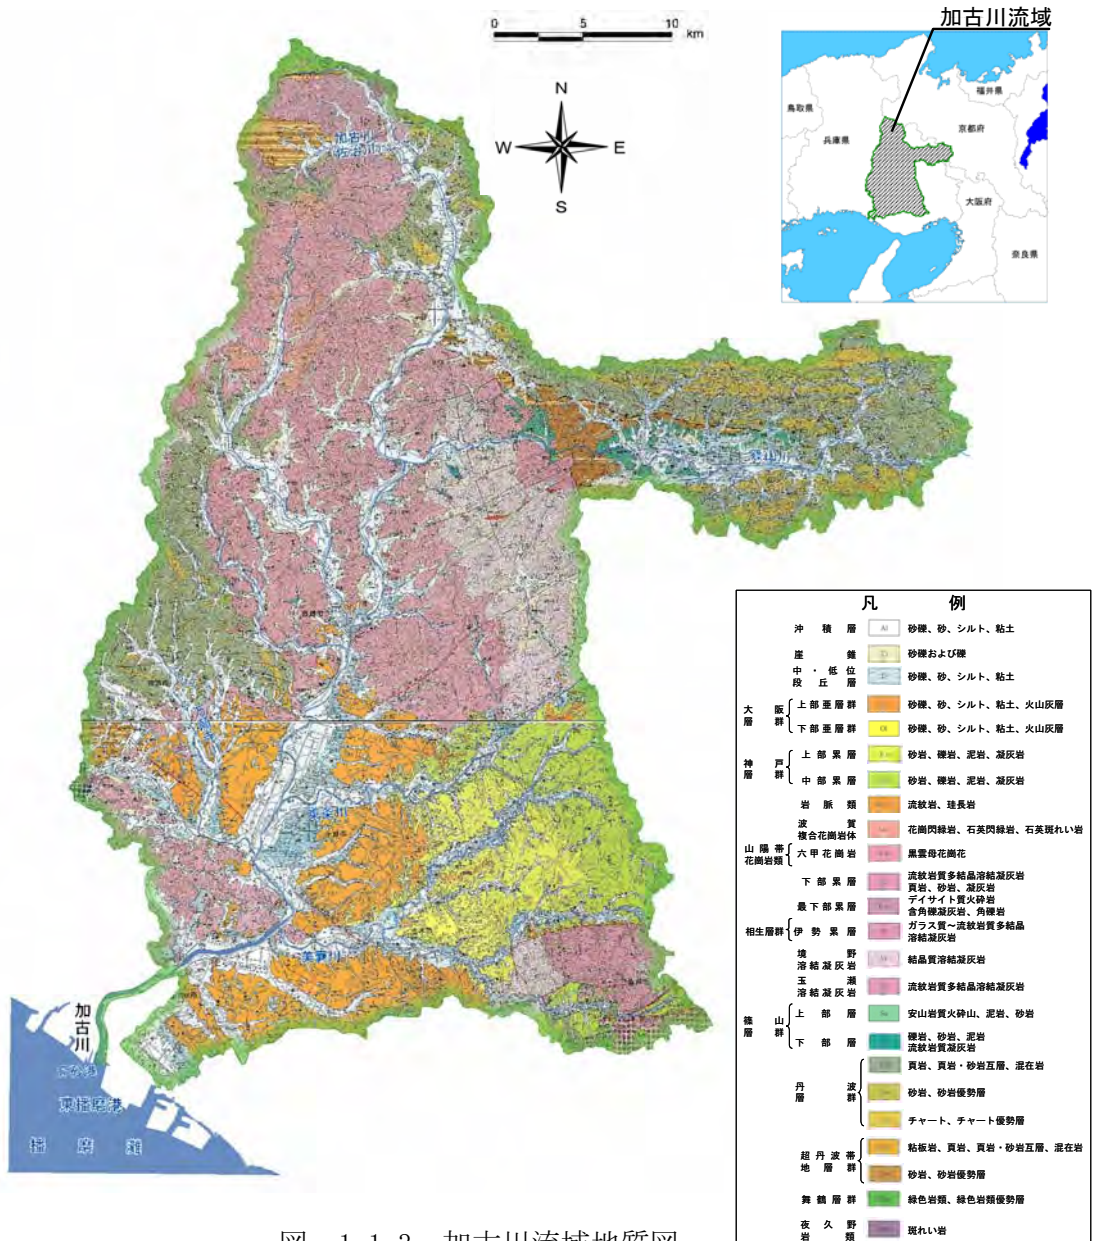 加古川流域
0 5 10 km
N
W E
S
鳥取県
兵庫県
福井県
京都府
大阪府
奈良県
加古川
佐治川
篠山川
美嚢川
加古川
東播磨港
播磨灘
凡例
沖積層 Al 砂礫、砂、シルト、粘土
崖錐 砂礫および礫
中・低位
段丘層 砂礫、砂、シルト、粘土
大阪
層群
上部亜層群 砂礫、砂、シルト、粘土、火山灰層
下部亜層群 砂礫、砂、シルト、粘土、火山灰層
神戸
層群
上部累層 砂岩、礫岩、泥岩、凝灰岩
中部累層 砂岩、礫岩、泥岩、凝灰岩
岩脈類 流紋岩、珪長岩
波賀
複合花崗岩体 花崗閃緑岩、石英閃緑岩、石英斑れい岩
山陽帯
花崗岩類
六甲花崗岩 黒雲母花崗花
下部累層 流紋岩質多結晶溶結凝灰岩
頁岩、砂岩、凝灰岩
最下部累層 デイサイト質火砕岩
含角礫凝灰岩、角礫岩
相生層群 伊勢累層 ガラス質~流紋岩質多結晶
溶結凝灰岩
境野
溶結凝灰岩 結晶質溶結凝灰岩
玉瀬
溶結凝灰岩 流紋岩質多結晶溶結凝灰岩
篠山
層群
上部層 安山岩質火砕山、泥岩、砂岩
下部層 礫岩、砂岩、泥岩
流紋岩質凝灰岩
丹波
層群
頁岩、頁岩・砂岩互層、混在岩
砂岩、砂岩優勢層
チャート、チャート優勢層
超丹波帯
地層群
粘板岩、頁岩、頁岩・砂岩互層、混在岩
砂岩、砂岩優勢層
舞鶴層群 緑色岩類、緑色岩類優勢層
夜久野
岩類 斑れい岩
図 1.1.3 加古川流域地質図